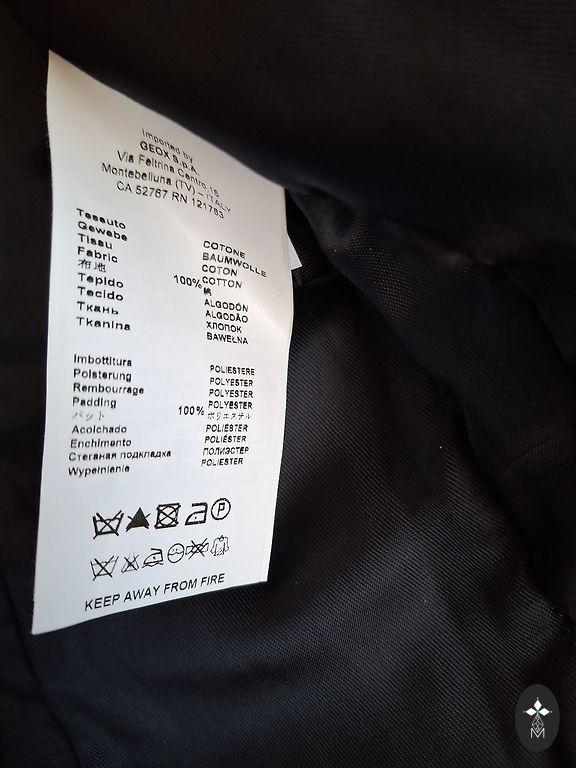 Imported by
GEOX S.p.A.
Via Feltrina Centro 16
Montebelluna (TV) – ITALY
CA 52767 RN 121783
Tessuto COTONE
Gewebe BAUMWOLLE
Tissu COTON
Fabric COTTON
布地 100% 綿
Tejido ALGODÓN
Tecido ALGODÃO
Ткань ХЛОПОК
Tkanina BAWEŁNA
Imbottitura POLIESTERE
Polsterung POLYESTER
Rembourrage POLYESTER
Padding POLYESTER
パット 100% ポリエステル
Acolchado POLIÉSTER
Enchimento POLIÉSTER
Стеганая подкладка ПОЛИЭСТЕР
Wypełnienie POLIESTER
P
KEEP AWAY FROM FIRE
M